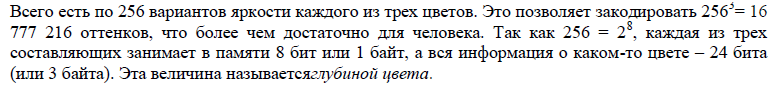 Всего есть по 256 вариантов яркости каждого из трех цветов. Это позволяет закодировать 256³= 16
777 216 оттенков, что более чем достаточно для человека. Так как 256 = 2⁸, каждая из трех
составляющих занимает в памяти 8 бит или 1 байт, а вся информация о каком-то цвете – 24 бита
(или 3 байта). Эта величина называетсяглубиной цвета.